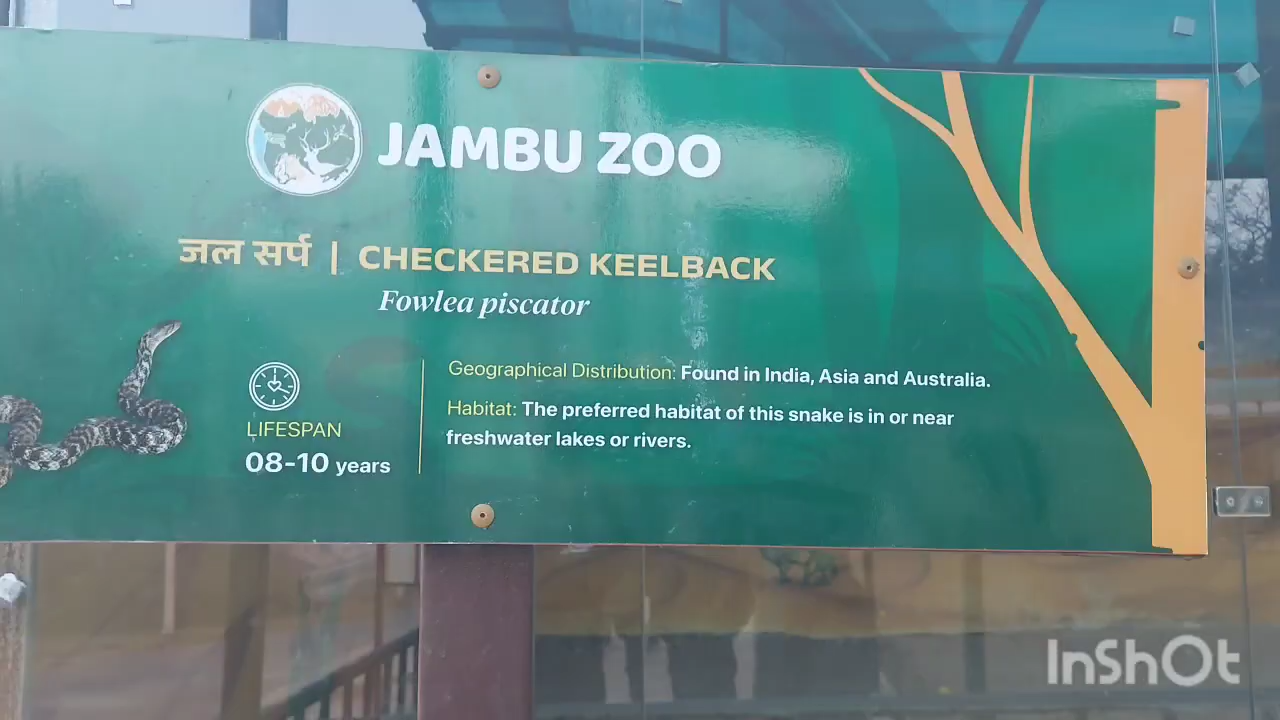 JAMBU ZOO
जल सर्प | CHECKERED KEELBACK
Fowlea piscator
LIFESPAN
08-10 years
Geographical Distribution: Found in India, Asia and Australia.
Habitat: The preferred habitat of this snake is in or near
freshwater lakes or rivers.
InShOt